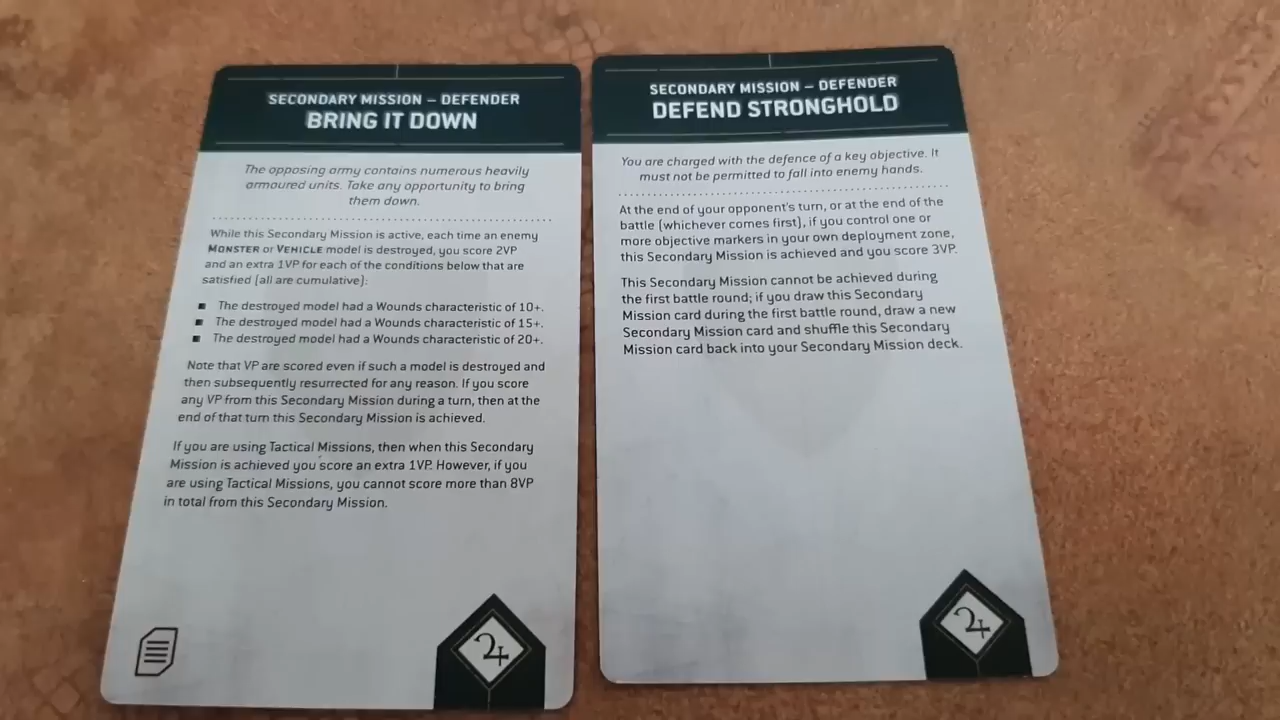 SECONDARY MISSION – DEFENDER
BRING IT DOWN
The opposing army contains numerous heavily
armoured units. Take any opportunity to bring
them down.
While this Secondary Mission is active, each time an enemy
MONSTER or VEHICLE model is destroyed, you score 2VP
and an extra 1VP for each of the conditions below that are
satisfied (all are cumulative):
■ The destroyed model had a Wounds characteristic of 10+.
■ The destroyed model had a Wounds characteristic of 15+.
■ The destroyed model had a Wounds characteristic of 20+.
Note that VP are scored even if such a model is destroyed and
then subsequently resurrected for any reason. If you score
any VP from this Secondary Mission during a turn, then at the
end of that turn this Secondary Mission is achieved.
If you are using Tactical Missions, then when this Secondary
Mission is achieved you score an extra 1VP. However, if you
are using Tactical Missions, you cannot score more than 8VP
in total from this Secondary Mission.
SECONDARY MISSION – DEFENDER
DEFEND STRONGHOLD
You are charged with the defence of a key objective. It
must not be permitted to fall into enemy hands.
At the end of your opponent's turn, or at the end of the
battle (whichever comes first), if you control one or
more objective markers in your own deployment zone,
this Secondary Mission is achieved and you score 3VP.
This Secondary Mission cannot be achieved during
the first battle round; if you draw this Secondary
Mission card during the first battle round, draw a new
Secondary Mission card and shuffle this Secondary
Mission card back into your Secondary Mission deck.